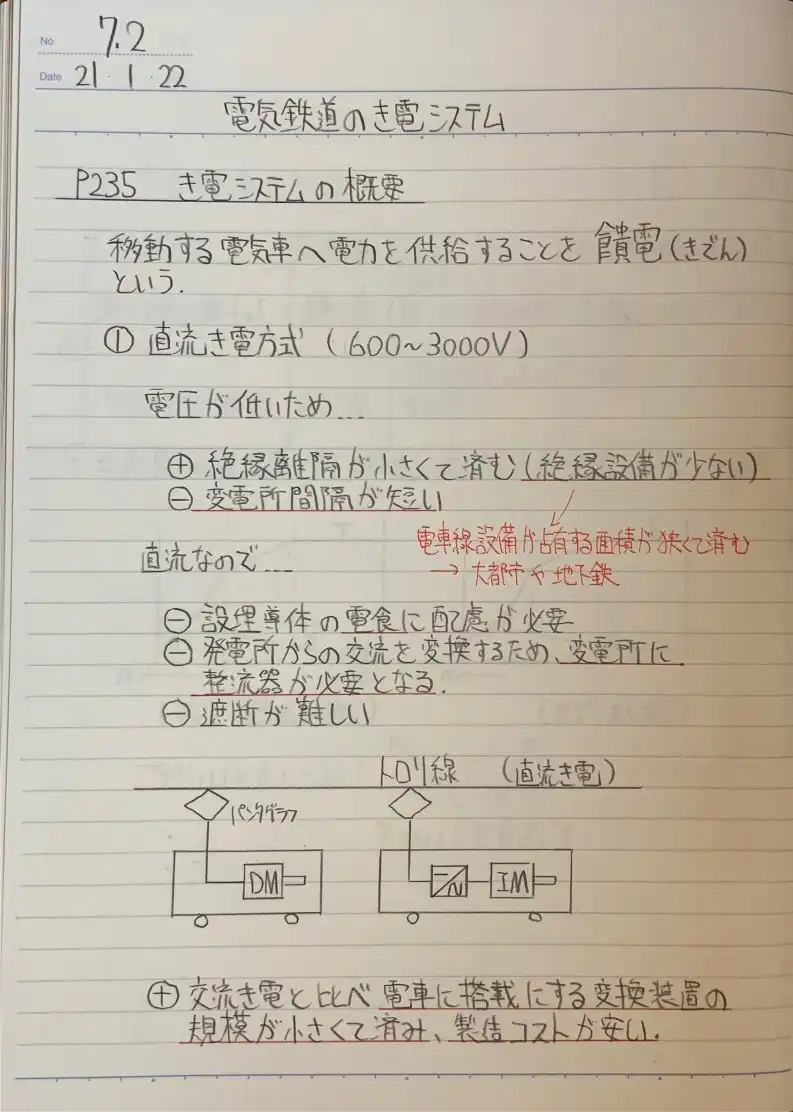 No 7.2
Date 21・1・22
電気鉄道のき電システム
P235 き電システムの概要
移動する電気車へ電力を供給することを 饋電(きでん)
という.
① 直流き電方式 (600~3000V)
電圧が低いため...
⊕ 絶縁離隔が小さくて済む(絶縁設備が少ない)
⊖ 変電所間隔が短い
電車線設備が占有する面積が狭くて済む
→ 大都市や地下鉄
直流なので...
⊖ 設埋導体の電食に配慮が必要
⊖ 発電所からの交流を変換するため、変電所に
整流器が必要となる.
⊖ 遮断が難しい
トロリ線 (直流き電)
パンタグラフ
DM
IM
⊕ 交流き電と比べ電車に搭載にする変換装置の
規模が小さくて済み、製造コストが安い.